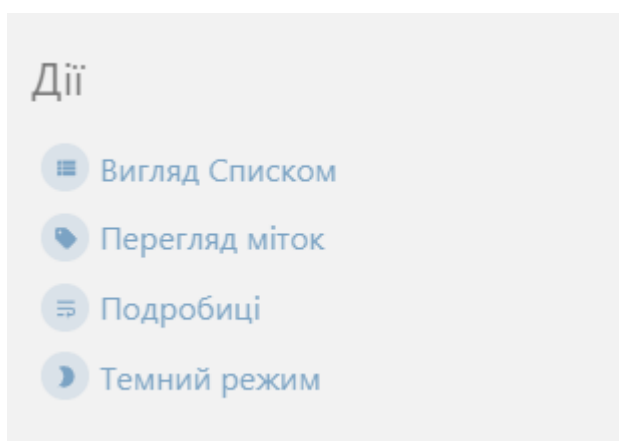 Дії
Вигляд Списком
Перегляд міток
Подробиці
Темний режим